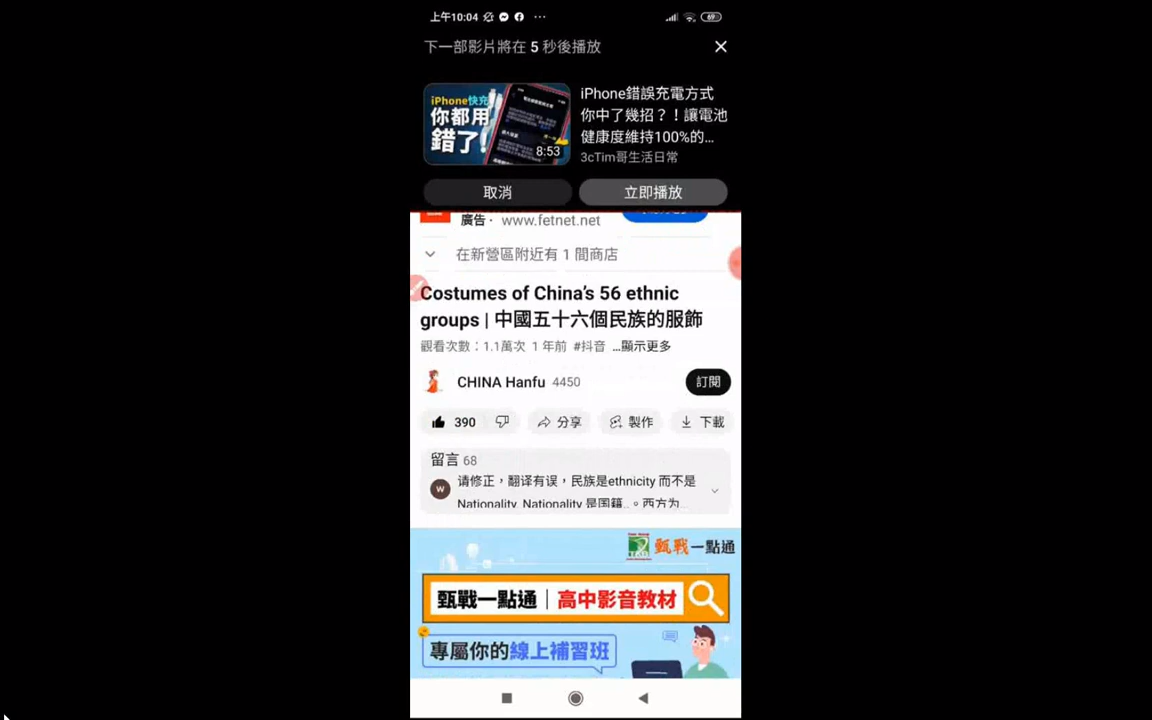 上午10:04
69
下一部影片將在 5 秒後播放
iPhone快充
你都用
錯了!
8:53
iPhone錯誤充電方式
你中了幾招？！讓電池
健康度維持100%的...
3cTim哥生活日常
取消
立即播放
廣告 · www.fetnet.net
在新營區附近有 1 間商店
Costumes of China's 56 ethnic
groups | 中國五十六個民族的服飾
觀看次數：1.1萬次 1 年前 #抖音 ...顯示更多
CHINA Hanfu 4450
訂閱
390
分享
製作
下載
留言 68
W
请修正，翻译有误，民族是ethnicity 而不是
Nationality. Nationality 是国籍.。西方为...
甄戰一點通
甄戰一點通｜高中影音教材
專屬你的線上補習班